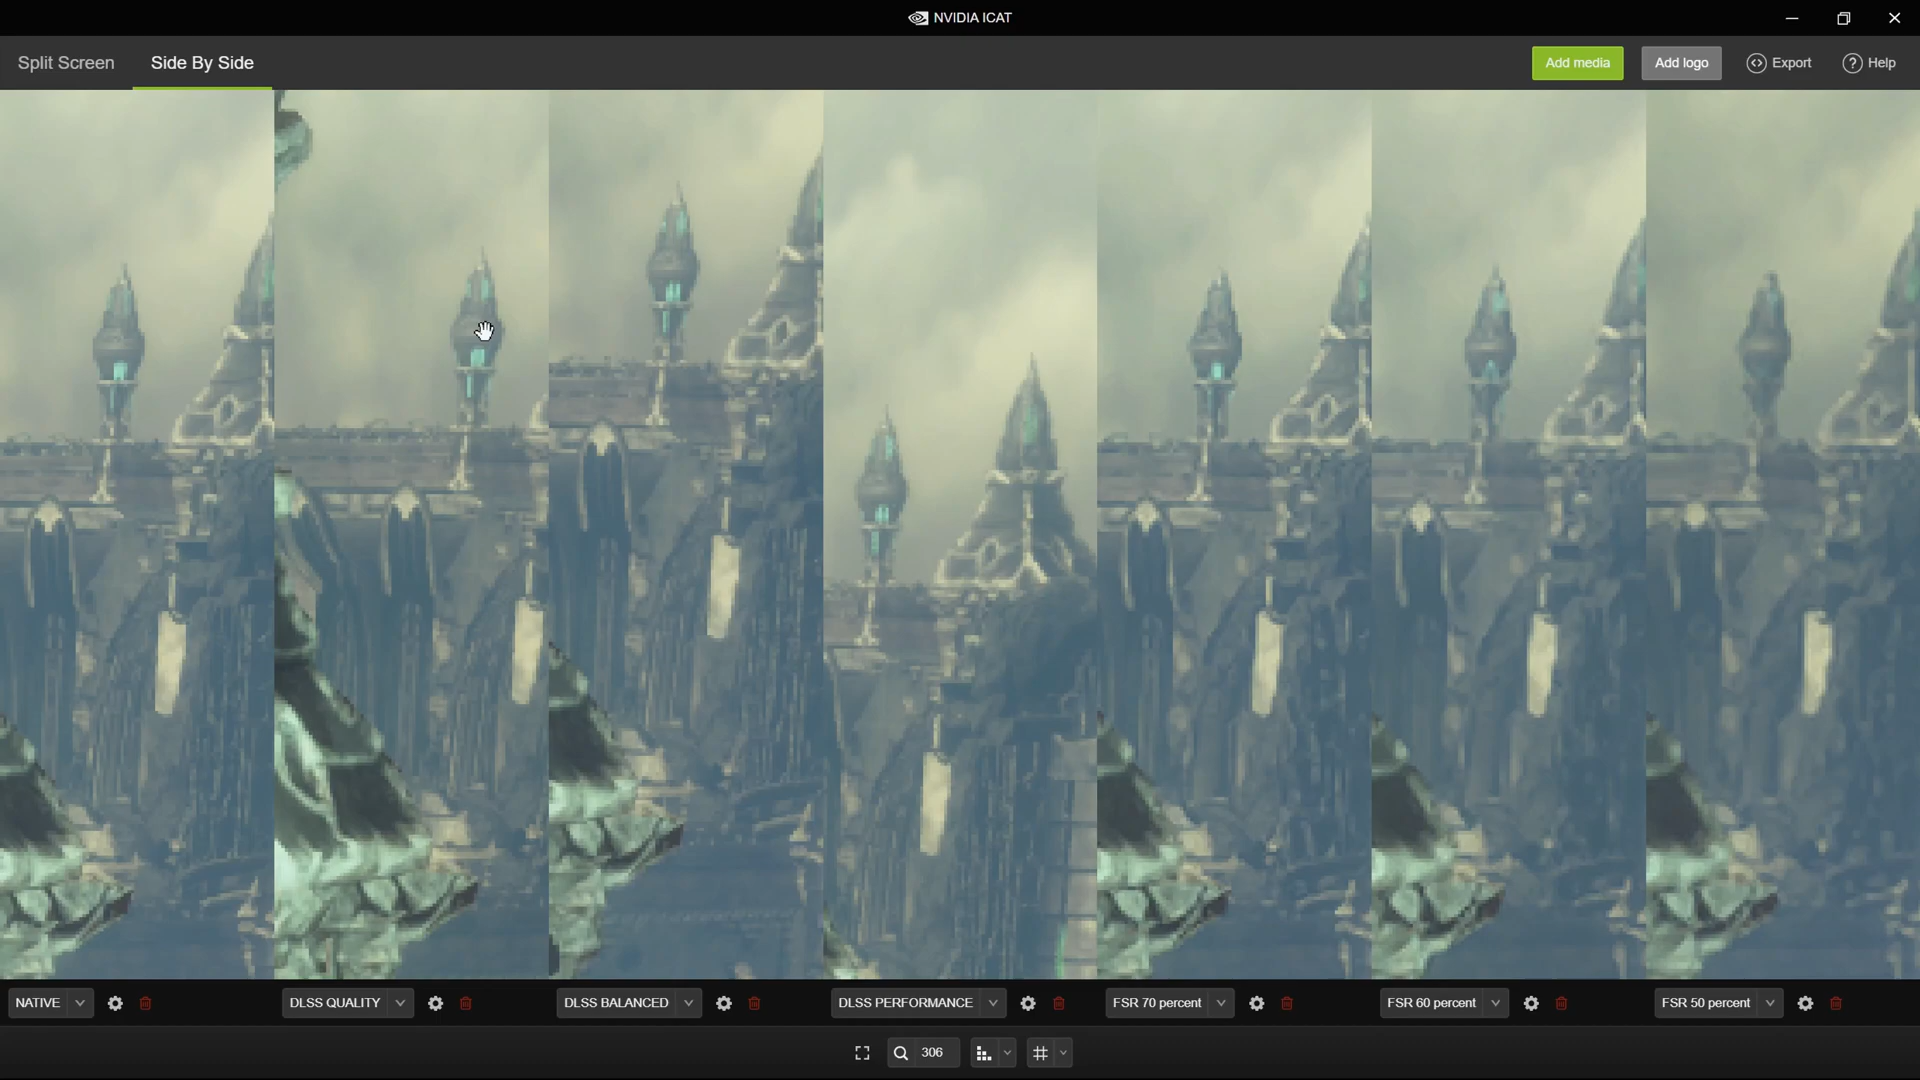 NVIDIA ICAT
Split Screen
Side By Side
Add media
Add logo
Export
Help
NATIVE
DLSS QUALITY
DLSS BALANCED
DLSS PERFORMANCE
FSR 70 percent
FSR 60 percent
FSR 50 percent
306